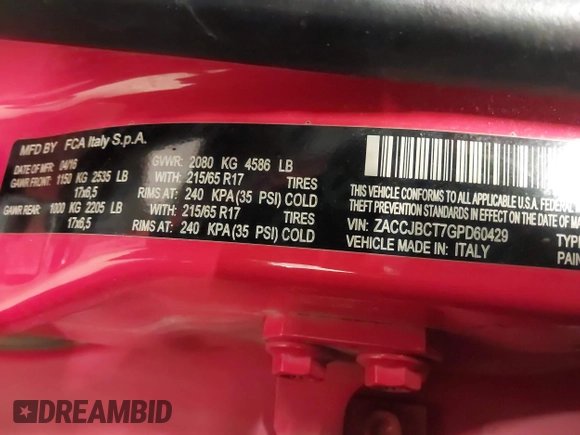 MFD BY FCA Italy S.p.A.
DATE OF MFR 04/16 GVWR: 2080 KG 4586 LB
GAWR FRONT: 1150 KG 2535 LB WITH: 215/65 R17 TIRES
17x6,5 RIMS AT: 240 KPA(35 PSI) COLD
GAWR REAR: 1000 KG 2205 LB WITH: 215/65 R17 TIRES
17x6,5 RIMS AT: 240 KPA(35 PSI) COLD
THIS VEHICLE CONFORMS TO ALL APPLICABLE U.S.A. FEDERAL
THEFT PREVENTION STANDARDS IN EFFECT ON THE DATE OF MA
VIN: ZACCJBCT7GPD60429 TYP
VEHICLE MADE IN: ITALY PAIN
DREAMBID